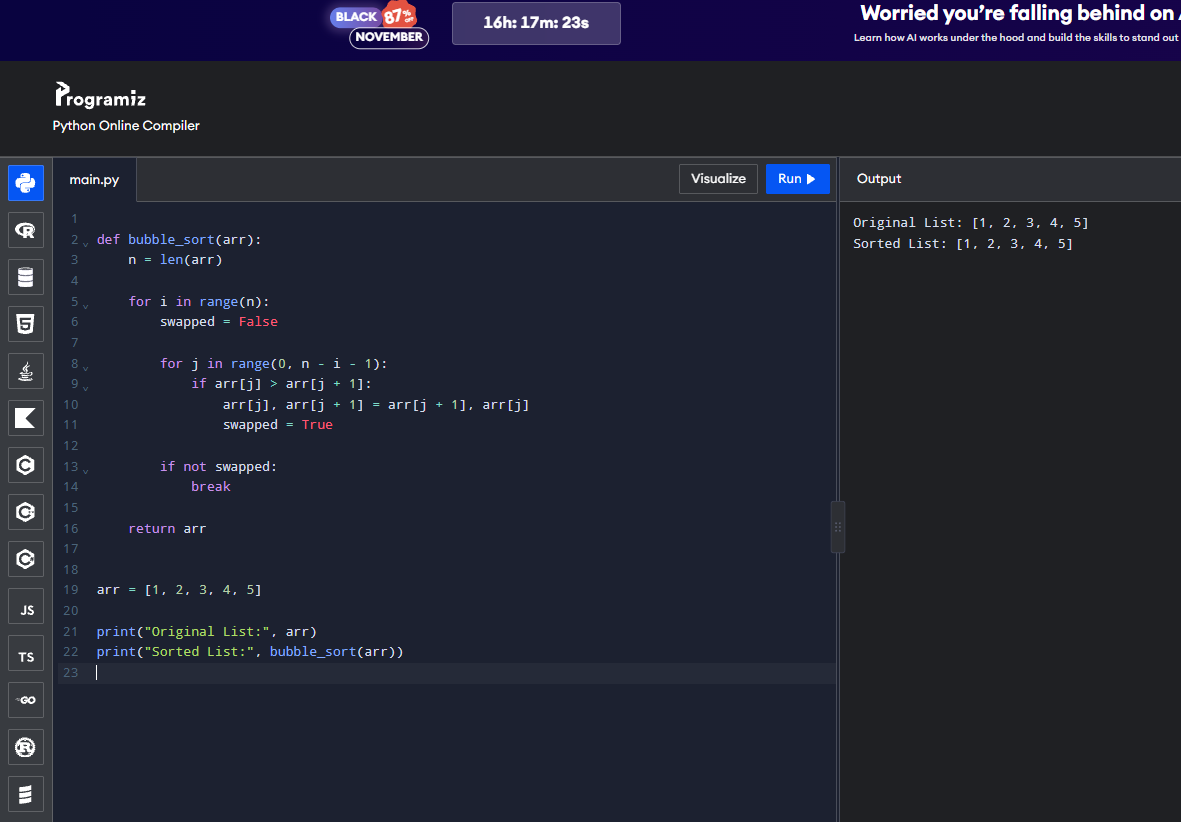 BLACK 87% OFF
NOVEMBER
16h: 17m: 23s
Worried you're falling behind on
Learn how AI works under the hood and build the skills to stand out
Programiz
Python Online Compiler
main.py
Visualize
Run
Output
1
2 def bubble_sort(arr):
3     n = len(arr)
4
5     for i in range(n):
6         swapped = False
7
8         for j in range(0, n - i - 1):
9             if arr[j] > arr[j + 1]:
10                 arr[j], arr[j + 1] = arr[j + 1], arr[j]
11                 swapped = True
12
13         if not swapped:
14             break
15
16     return arr
17
18
19 arr = [1, 2, 3, 4, 5]
20
21 print("Original List:", arr)
22 print("Sorted List:", bubble_sort(arr))
23
Original List: [1, 2, 3, 4, 5]
Sorted List: [1, 2, 3, 4, 5]
R
5
C
C
C
JS
TS
GO
R